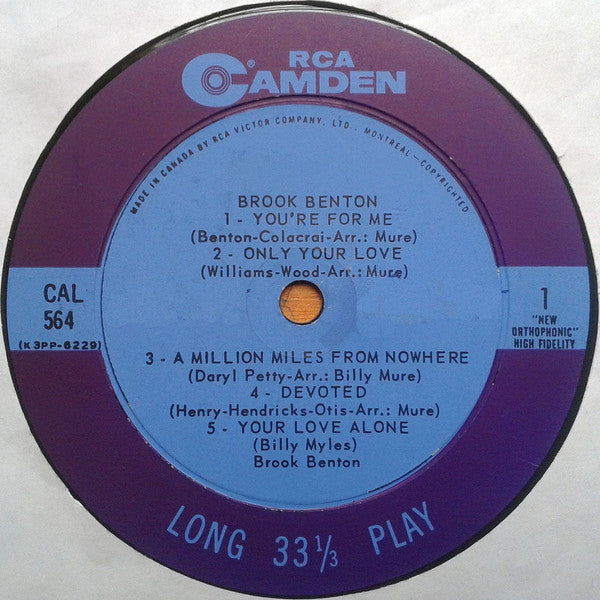 RCA
CAMDEN
®
MADE IN CANADA BY RCA VICTOR COMPANY, LTD. - MONTREAL - COPYRIGHTED
BROOK BENTON
1 - YOU'RE FOR ME
(Benton-Colacrai-Arr.: Mure)
2 - ONLY YOUR LOVE
(Williams-Wood-Arr.: Mure)
CAL
564
(K3PP-6229)
1
"NEW
ORTHOPHONIC"
HIGH FIDELITY
3 - A MILLION MILES FROM NOWHERE
(Daryl Petty-Arr.: Billy Mure)
4 - DEVOTED
(Henry-Hendricks-Otis-Arr.: Mure)
5 - YOUR LOVE ALONE
(Billy Myles)
Brook Benton
LONG 33⅓ PLAY